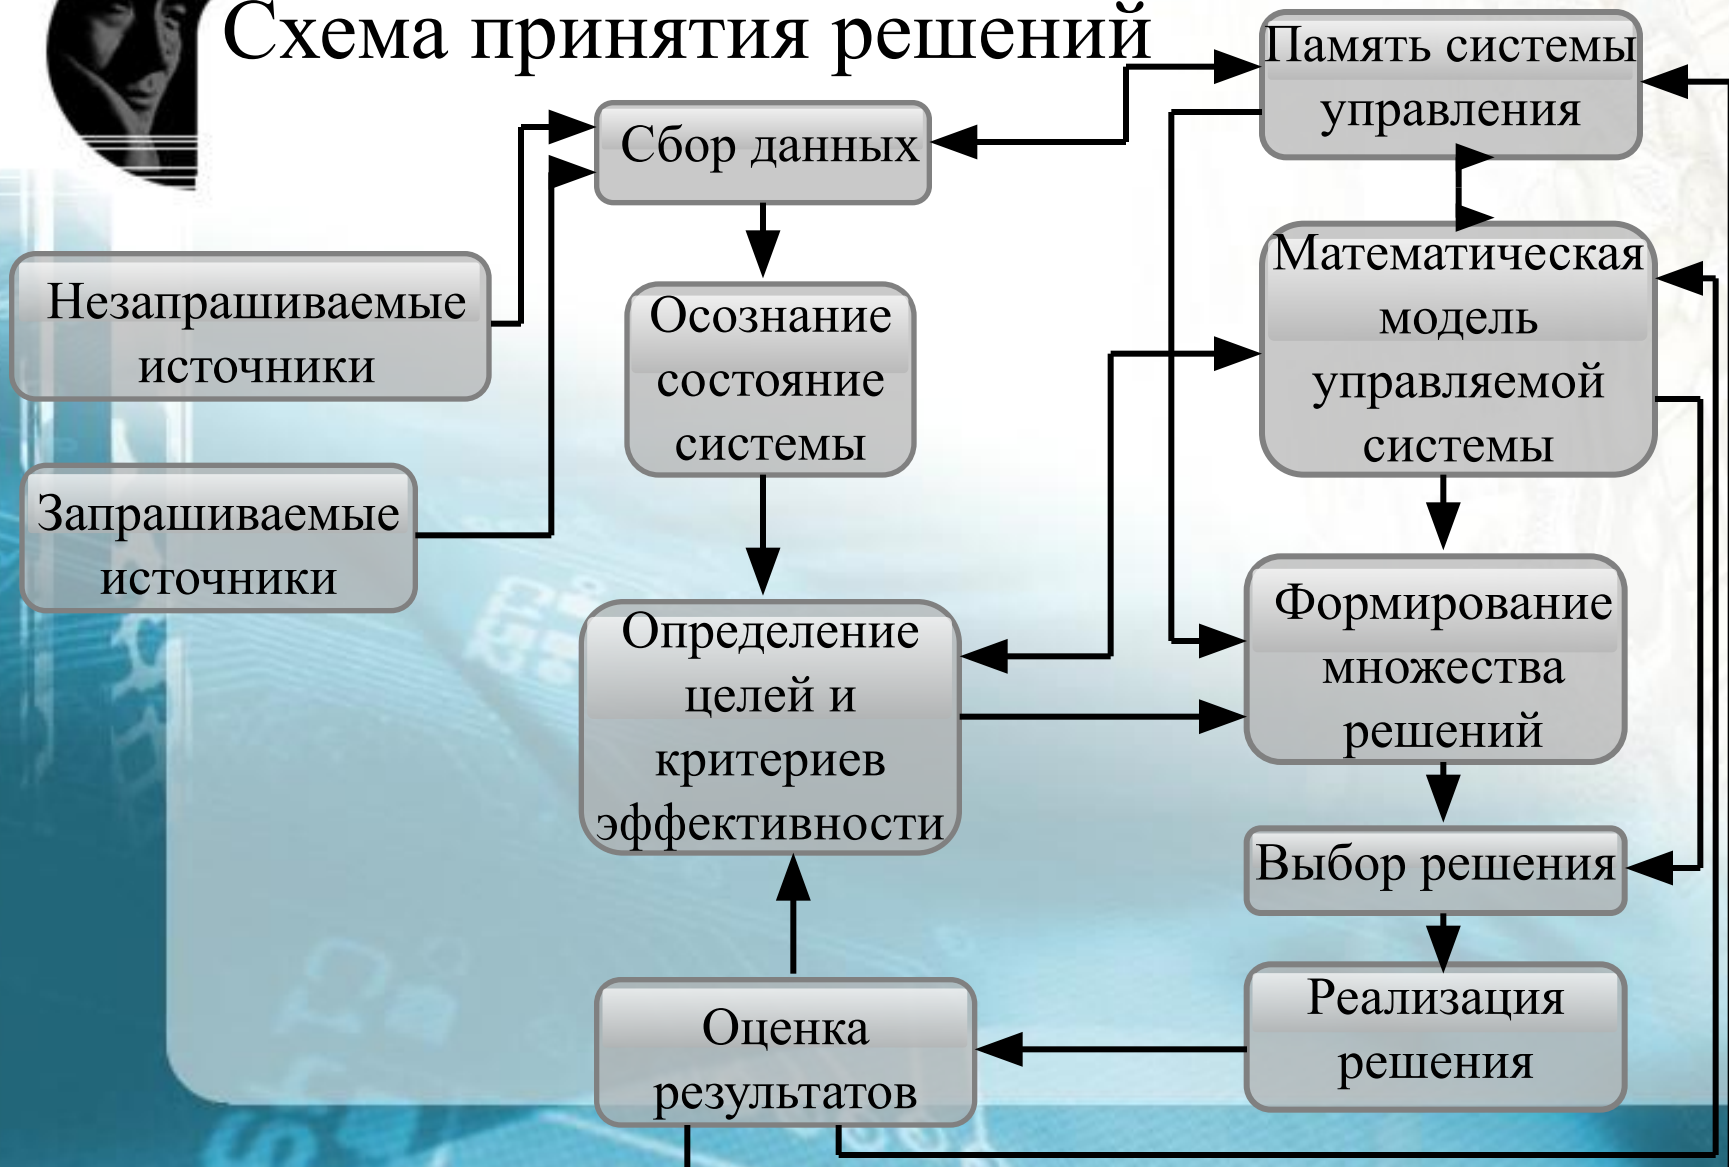 Схема принятия решений
Память системы
управления
Сбор данных
Незапрашиваемые
источники
Осознание
состояние
системы
Математическая
модель
управляемой
системы
Запрашиваемые
источники
Определение
целей и
критериев
эффективности
Формирование
множества
решений
Выбор решения
Оценка
результатов
Реализация
решения